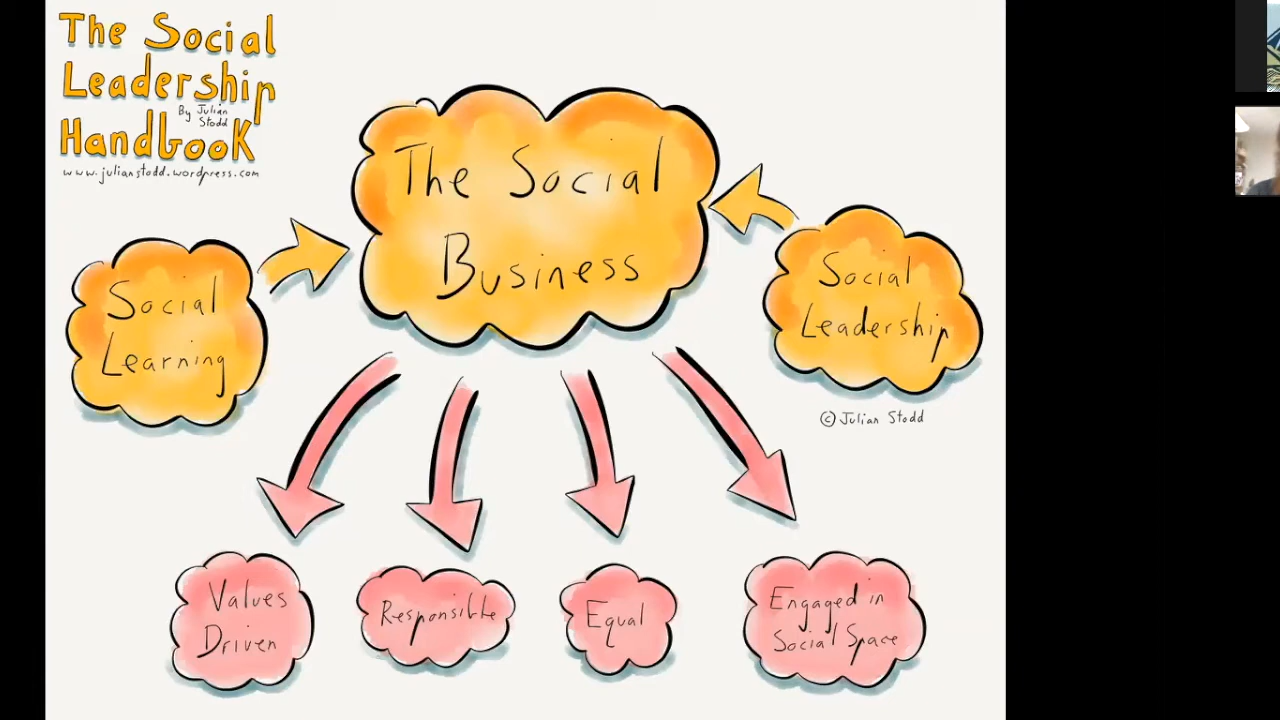 The Social
Leadership
By Julian
Stodd
Handbook
www.julianstodd.wordpress.com
The Social
Business
Social
Learning
Social
Leadership
© Julian Stodd
Values
Driven
Responsible
Equal
Engaged in
Social Space